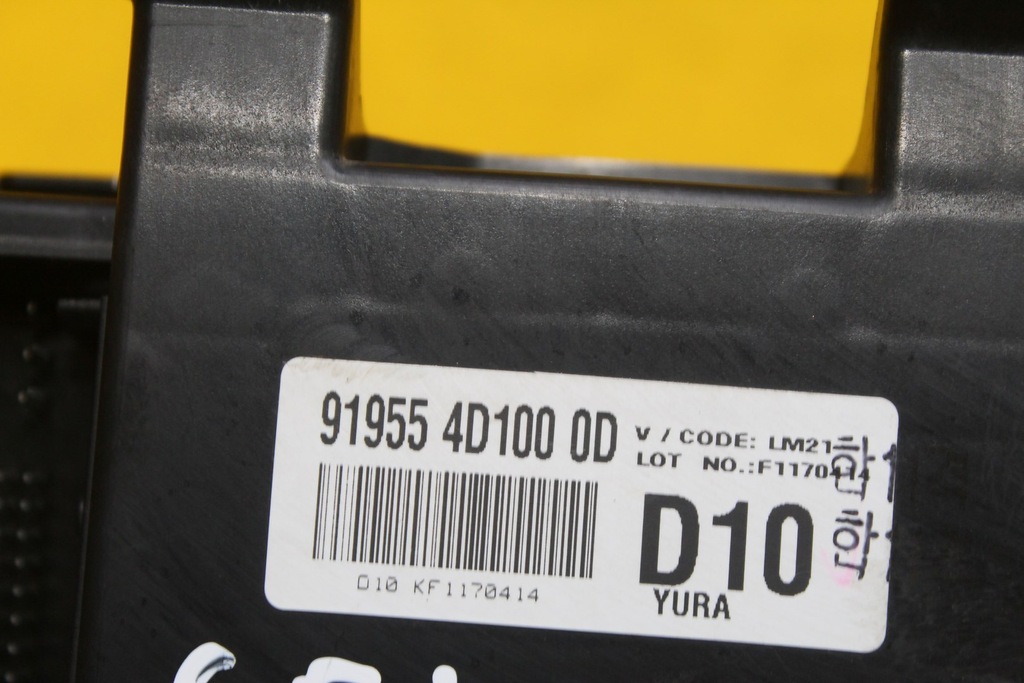 91955 4D100 0D
V / CODE: LM21
LOT NO.:F1170414
D10
D10 KF1170414
YURA